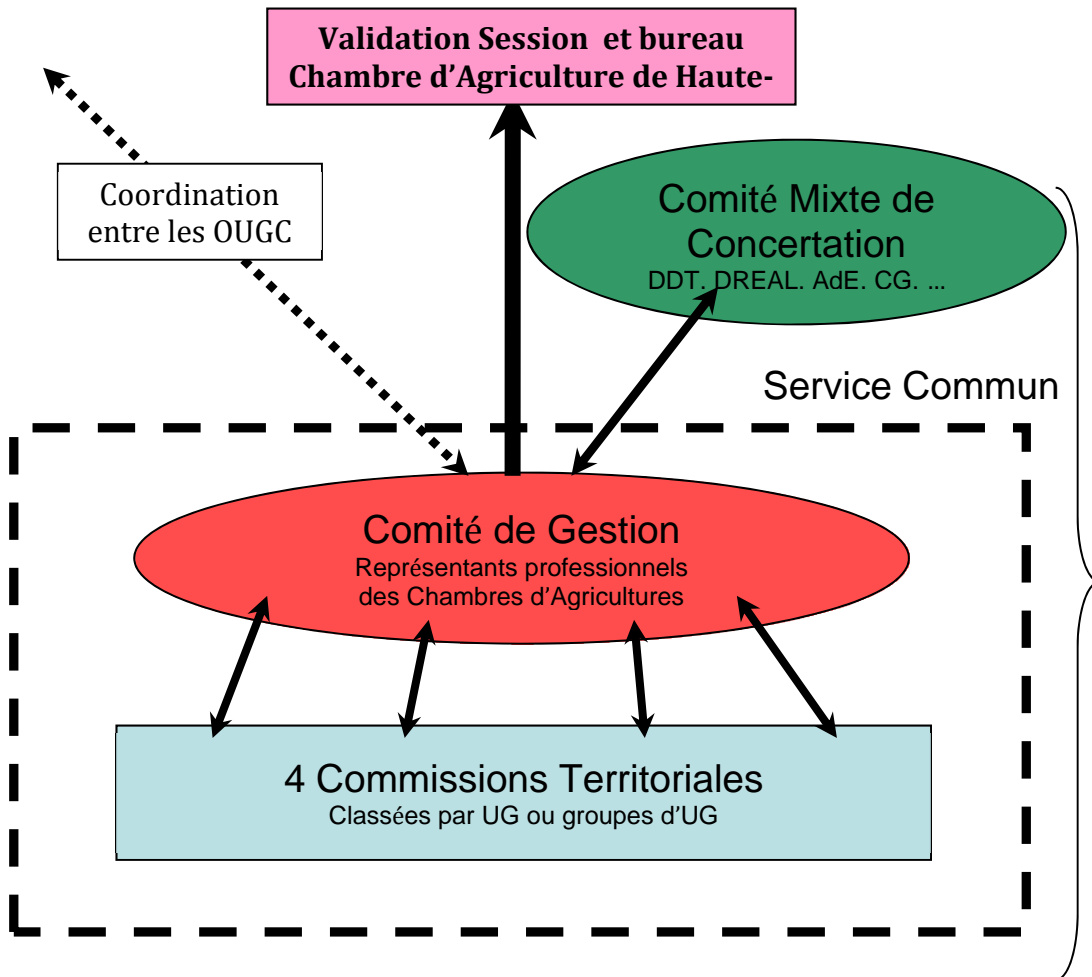 Validation Session et bureau
Chambre d’Agriculture de Haute-
Coordination
entre les OUGC
Comité Mixte de
Concertation
DDT. DREAL. AdE. CG. ...
Service Commun
Comité de Gestion
Représentants professionnels
des Chambres d’Agricultures
4 Commissions Territoriales
Classées par UG ou groupes d’UG